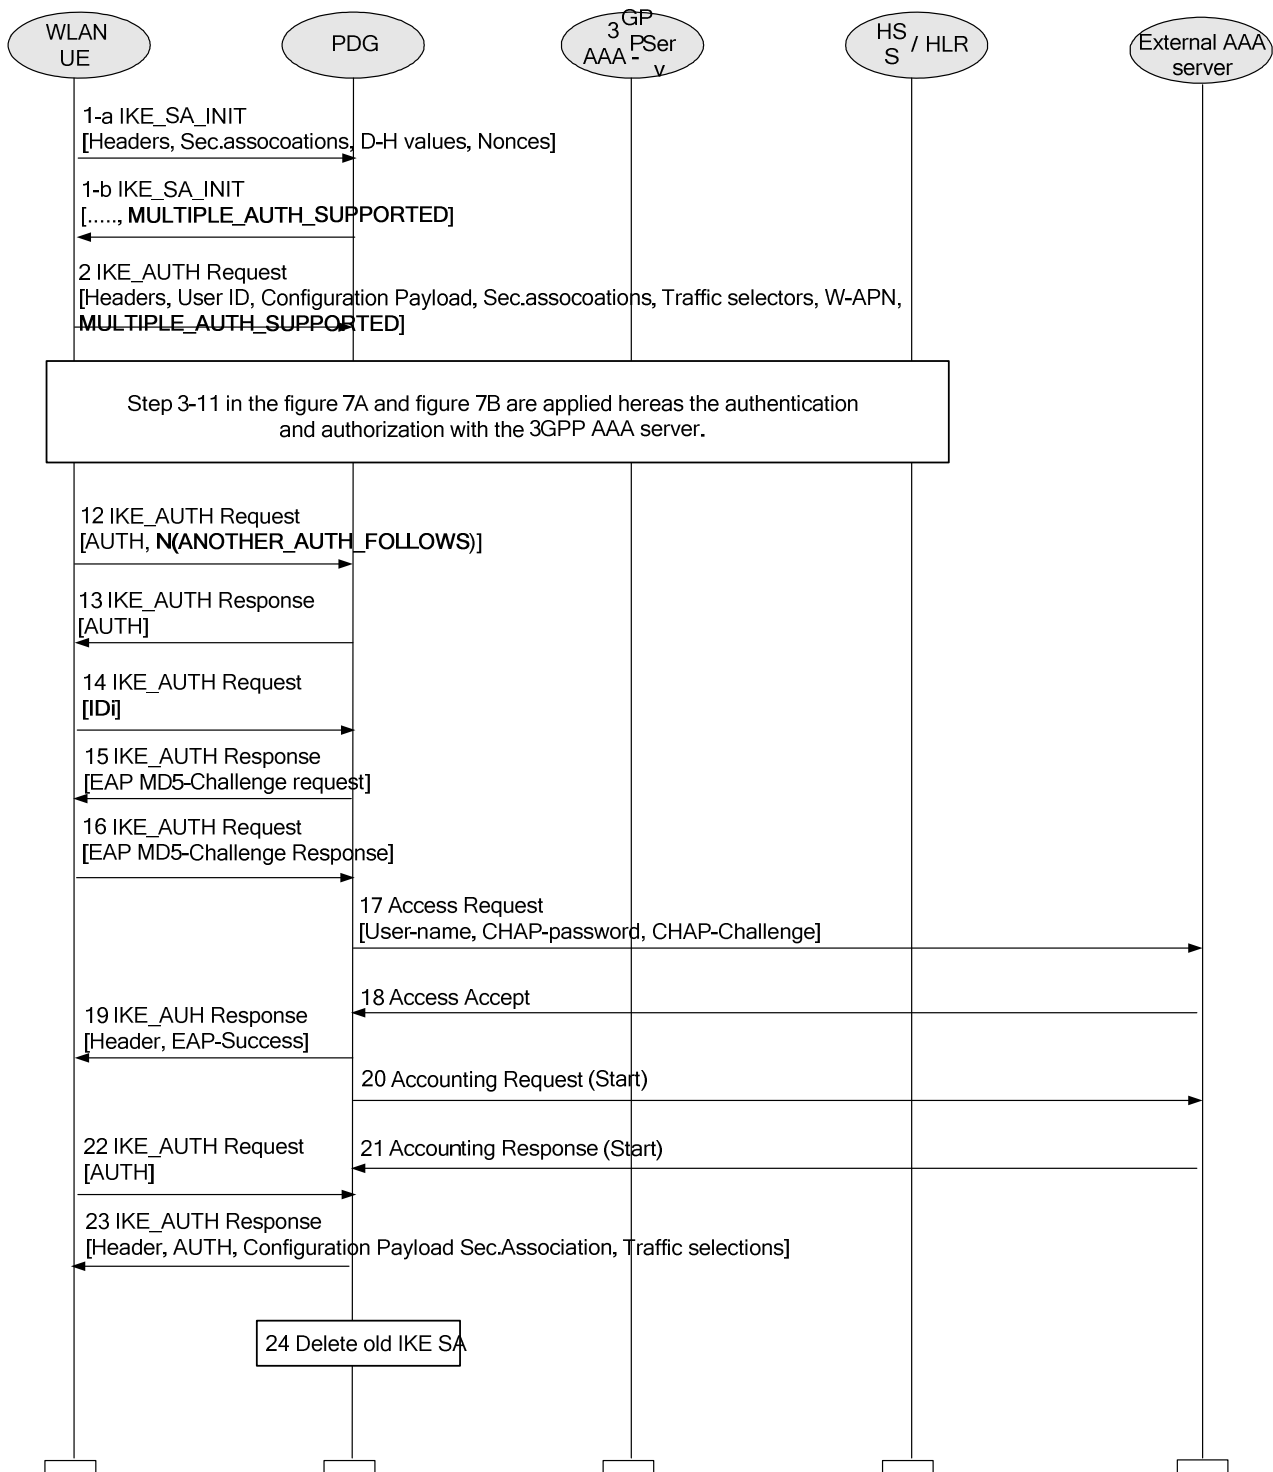 WLAN
UE
PDG
3GPP
AAA-Serv
HSS / HLR
External AAA
server
1-a IKE_SA_INIT
[Headers, Sec.assocoations, D-H values, Nonces]
1-b IKE_SA_INIT
[....., MULTIPLE_AUTH_SUPPORTED]
2 IKE_AUTH Request
[Headers, User ID, Configuration Payload, Sec.assocoations, Traffic selectors, W-APN,
MULTIPLE_AUTH_SUPPORTED]
Step 3-11 in the figure 7A and figure 7B are applied hereas the authentication
and authorization with the 3GPP AAA server.
12 IKE_AUTH Request
[AUTH, N(ANOTHER_AUTH_FOLLOWS)]
13 IKE_AUTH Response
[AUTH]
14 IKE_AUTH Request
[IDi]
15 IKE_AUTH Response
[EAP MD5-Challenge request]
16 IKE_AUTH Request
[EAP MD5-Challenge Response]
17 Access Request
[User-name, CHAP-password, CHAP-Challenge]
18 Access Accept
19 IKE_AUH Response
[Header, EAP-Success]
20 Accounting Request (Start)
21 Accounting Response (Start)
22 IKE_AUTH Request
[AUTH]
23 IKE_AUTH Response
[Header, AUTH, Configuration Payload Sec.Association, Traffic selections]
24 Delete old IKE SA